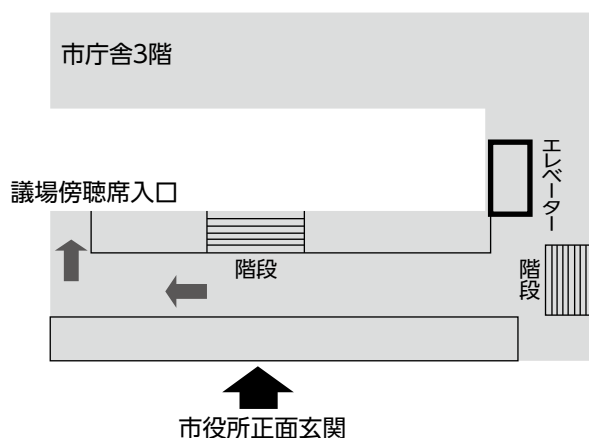 市庁舎3階
エレベーター
議場傍聴席入口
階段
階段
市役所正面玄関